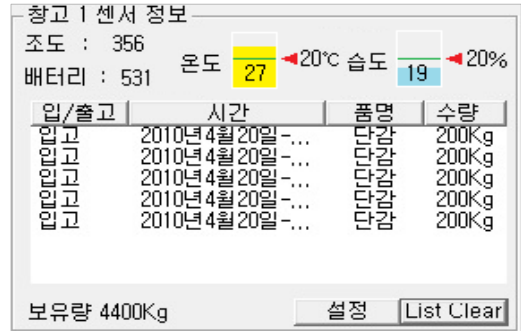 창고 1 센서 정보
조도 : 356
배터리 : 531
온도 27 20℃ 습도 19 20%
입/출고 시간 품명 수량
입고 2010년4월20일-... 단감 200Kg
입고 2010년4월20일-... 단감 200Kg
입고 2010년4월20일-... 단감 200Kg
입고 2010년4월20일-... 단감 200Kg
입고 2010년4월20일-... 단감 200Kg
보유량 4400Kg 설정 List Clear